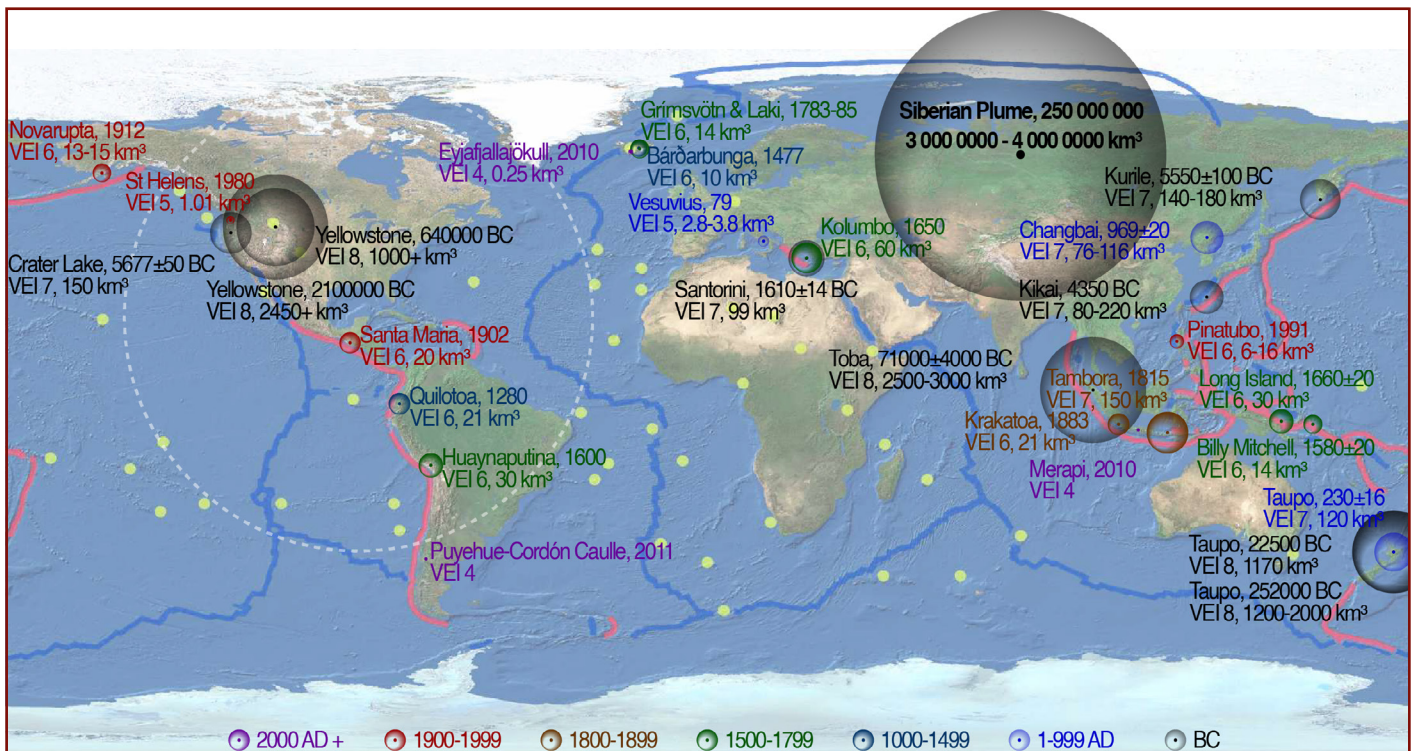 Siberian Plume, 250 000 000
3 000 0000 - 4 000 0000 km³
Grímsvötn & Laki, 1783-85
VEI 6, 14 km³
Novarupta, 1912
VEI 6, 13-15 km³
Eyjafjallajökull, 2010
VEI 4, 0.25 km³
Bárðarbunga, 1477
VEI 6, 10 km³
St Helens, 1980
VEI 5, 1.01 km³
Kurile, 5550±100 BC
VEI 7, 140-180 km³
Vesuvius, 79
VEI 5, 2.8-3.8 km³
Kolumbo, 1650
VEI 6, 60 km³
Changbai, 969±20
VEI 7, 76-116 km³
Yellowstone, 640000 BC
VEI 8, 1000+ km³
Crater Lake, 5677±50 BC
VEI 7, 150 km³
Yellowstone, 2100000 BC
VEI 8, 2450+ km³
Santorini, 1610±14 BC
VEI 7, 99 km³
Kikai, 4350 BC
VEI 7, 80-220 km³
Santa Maria, 1902
VEI 6, 20 km³
Pinatubo, 1991
VEI 6, 6-16 km³
Toba, 71000±4000 BC
VEI 8, 2500-3000 km³
Tambora, 1815
VEI 7, 150 km³
Long Island, 1660±20
VEI 6, 30 km³
Quilotoa, 1280
VEI 6, 21 km³
Krakatoa, 1883
VEI 6, 21 km³
Billy Mitchell, 1580±20
VEI 6, 14 km³
Huaynaputina, 1600
VEI 6, 30 km³
Merapi, 2010
VEI 4
Taupo, 230±16
VEI 7, 120 km³
Puyehue-Cordón Caulle, 2011
VEI 4
Taupo, 22500 BC
VEI 8, 1170 km³
Taupo, 252000 BC
VEI 8, 1200-2000 km³
2000 AD + 1900-1999 1800-1899 1500-1799 1000-1499 1-999 AD BC